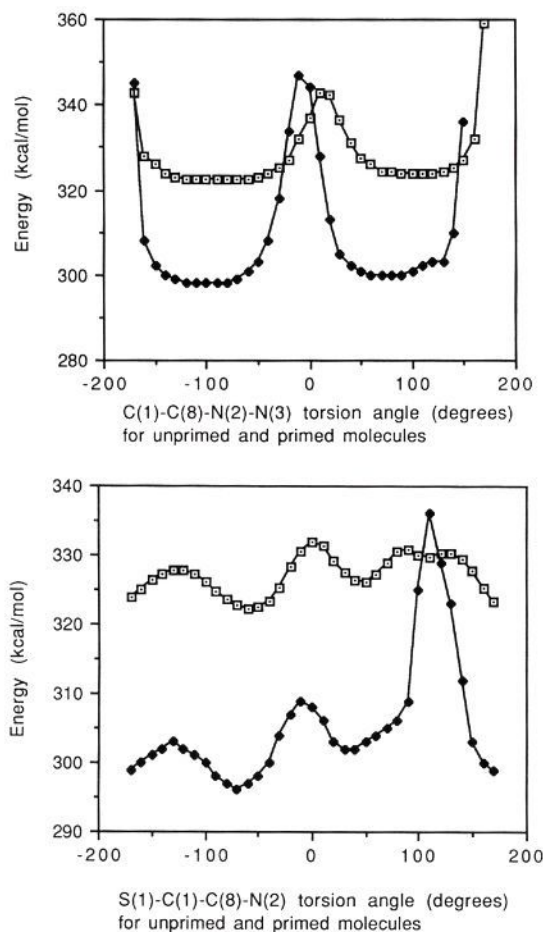 360
340
320
300
280
Energy (kcal/mol)
-200 -100 0 100 200
C(1)-C(8)-N(2)-N(3) torsion angle (degrees)
for unprimed and primed molecules
340
330
320
310
300
290
Energy (kcal/mol)
-200 -100 0 100 200
S(1)-C(1)-C(8)-N(2) torsion angle (degrees)
for unprimed and primed molecules